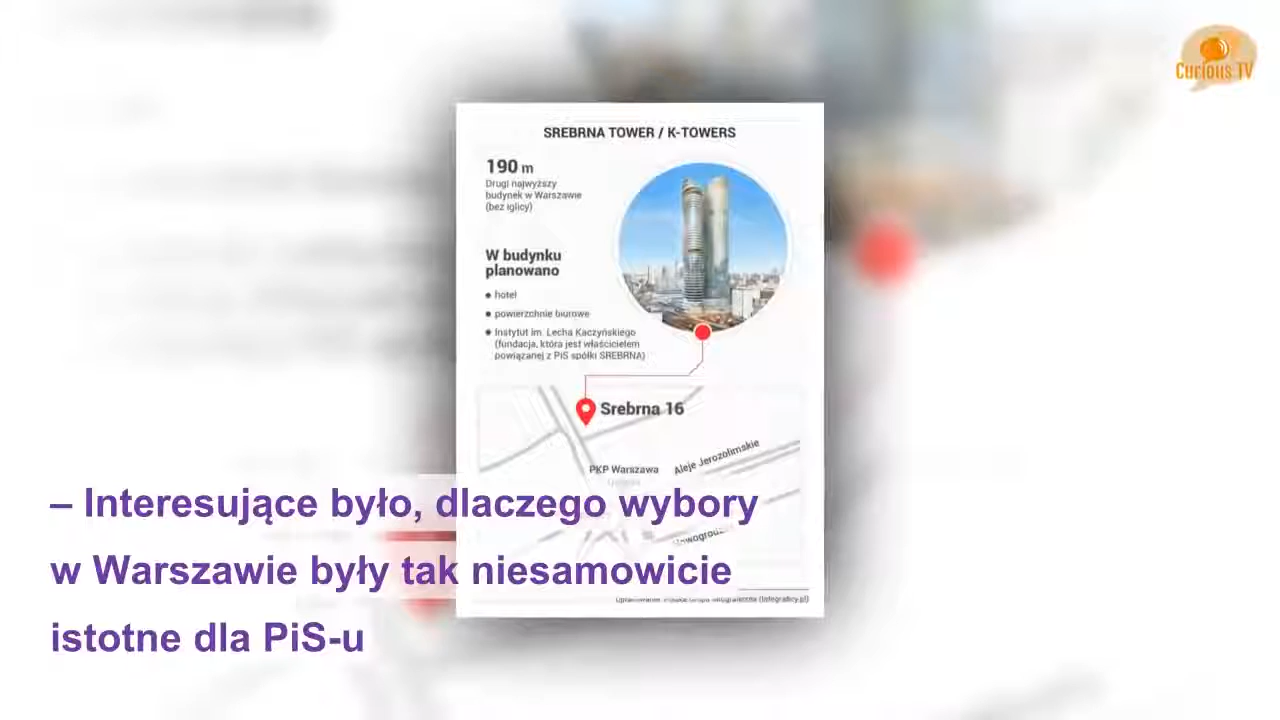 Curious TV
SREBRNA TOWER / K-TOWERS
190 m
Drugi najwyższy
budynek w Warszawie
(bez iglicy)
W budynku
planowano
• hotel
• powierzchnie biurowe
• Instytut im. Lecha Kaczyńskiego
(fundacja, która jest właścicielem
powiązanej z PiS spółki SREBRNA)
Srebrna 16
PKP Warszawa
Aleje Jerozolimskie
– Interesujące było, dlaczego wybory
w Warszawie były tak niesamowicie
istotne dla PiS-u